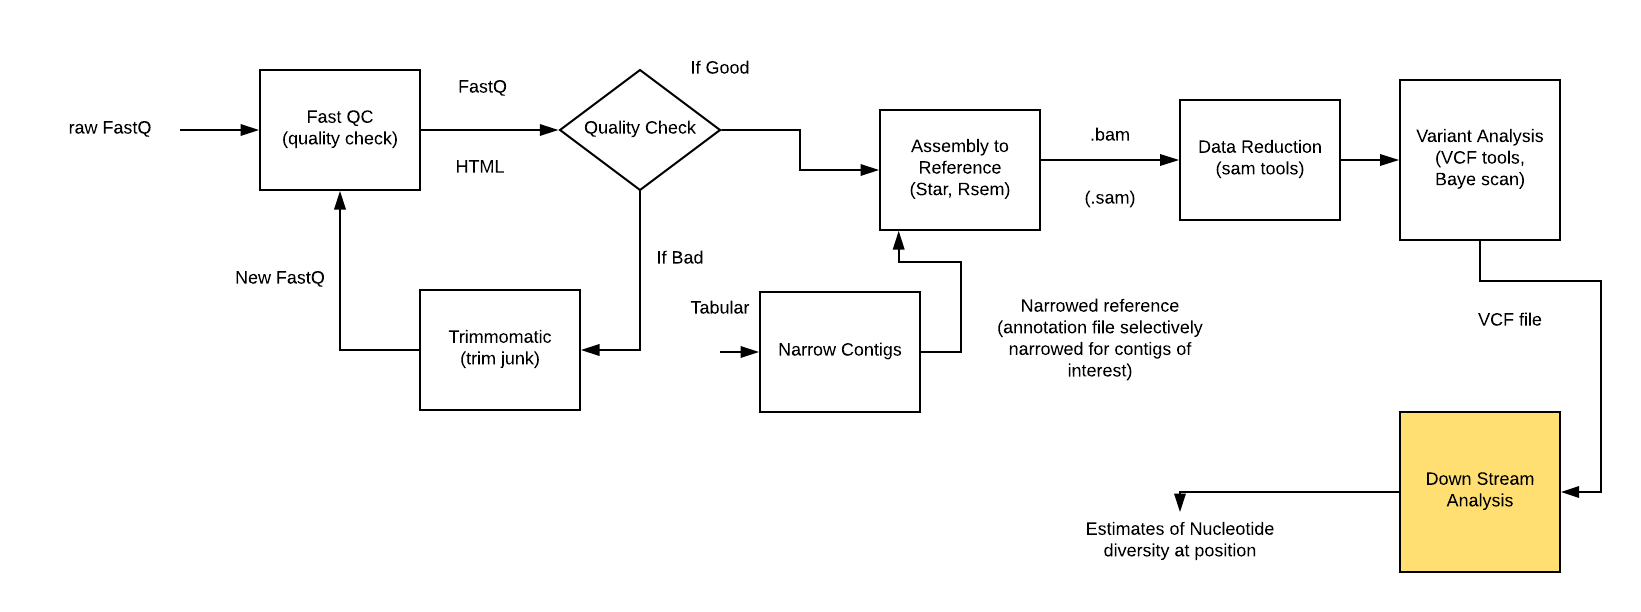 raw FastQ
Fast QC
(quality check)
FastQ
HTML
Quality Check
If Good
If Bad
New FastQ
Trimmomatic
(trim junk)
Tabular
Narrow Contigs
Narrowed reference
(annotation file selectively
narrowed for contigs of
interest)
Assembly to
Reference
(Star, Rsem)
.bam
(.sam)
Data Reduction
(sam tools)
Variant Analysis
(VCF tools,
Baye scan)
VCF file
Down Stream
Analysis
Estimates of Nucleotide
diversity at position